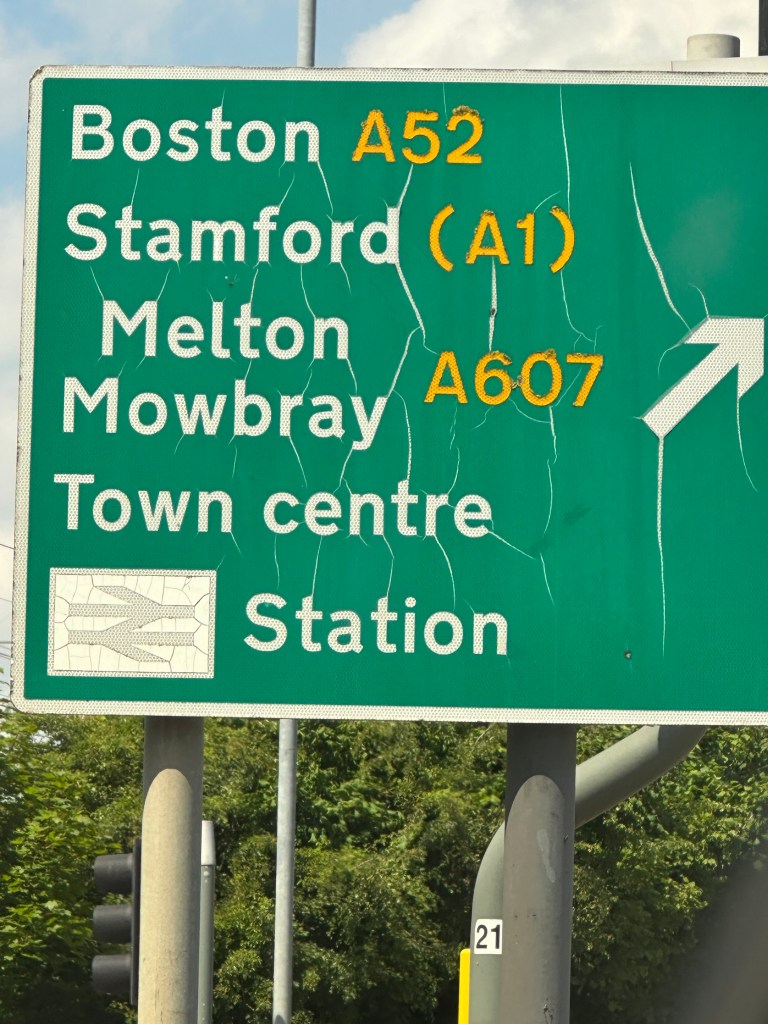 Boston A52
Stamford (A1)
Melton
Mowbray A607
Town centre
Station
21